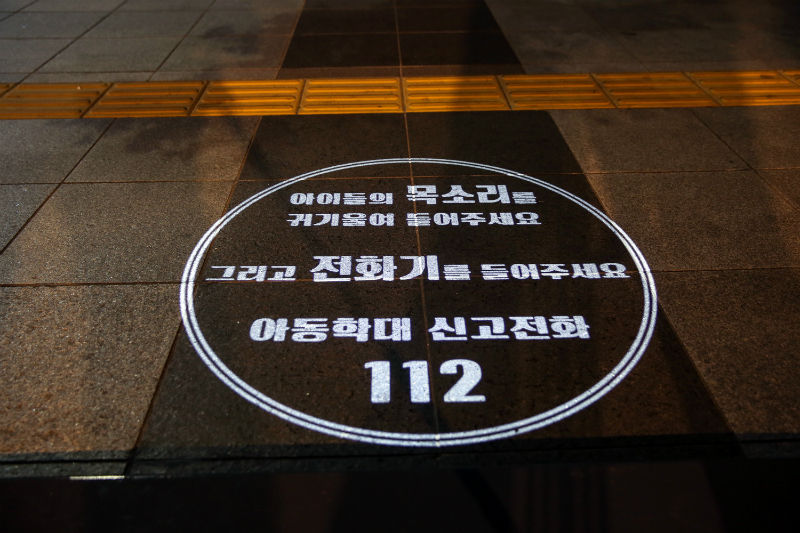 아이들의 목소리를
귀기울여 들어주세요
그리고 전화기를 들어주세요
아동학대 신고전화
112